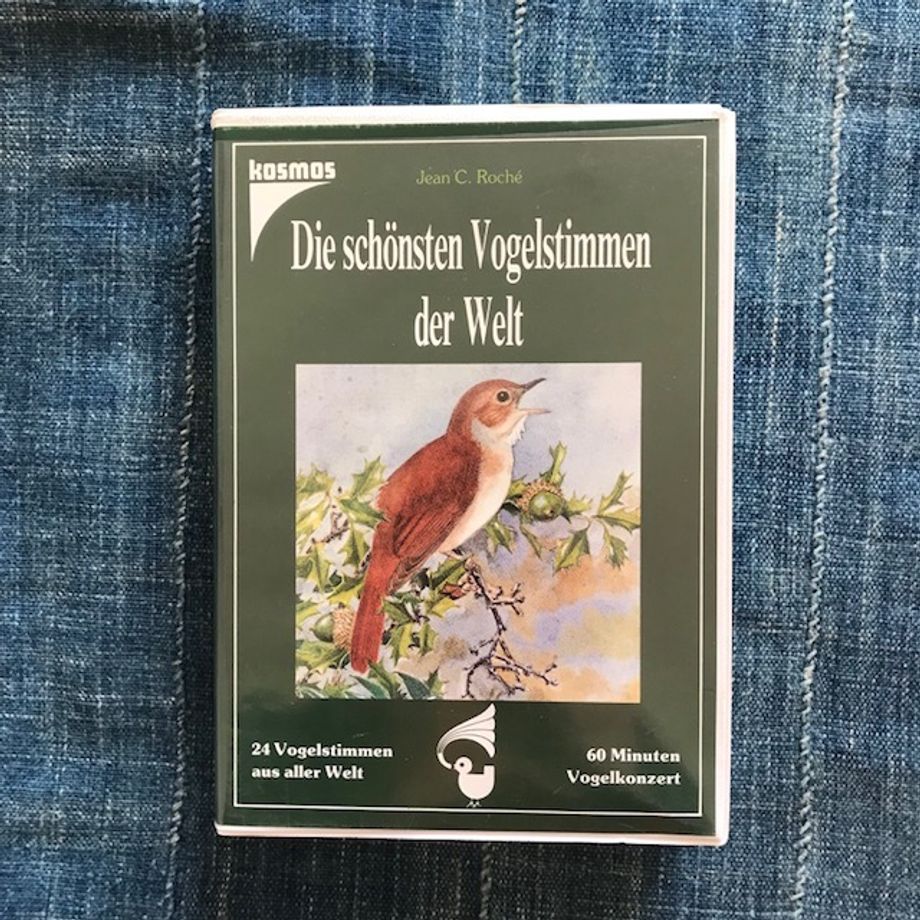 kosmos
Jean C. Roché
Die schönsten Vogelstimmen
der Welt
24 Vogelstimmen
aus aller Welt
60 Minuten
Vogelkonzert